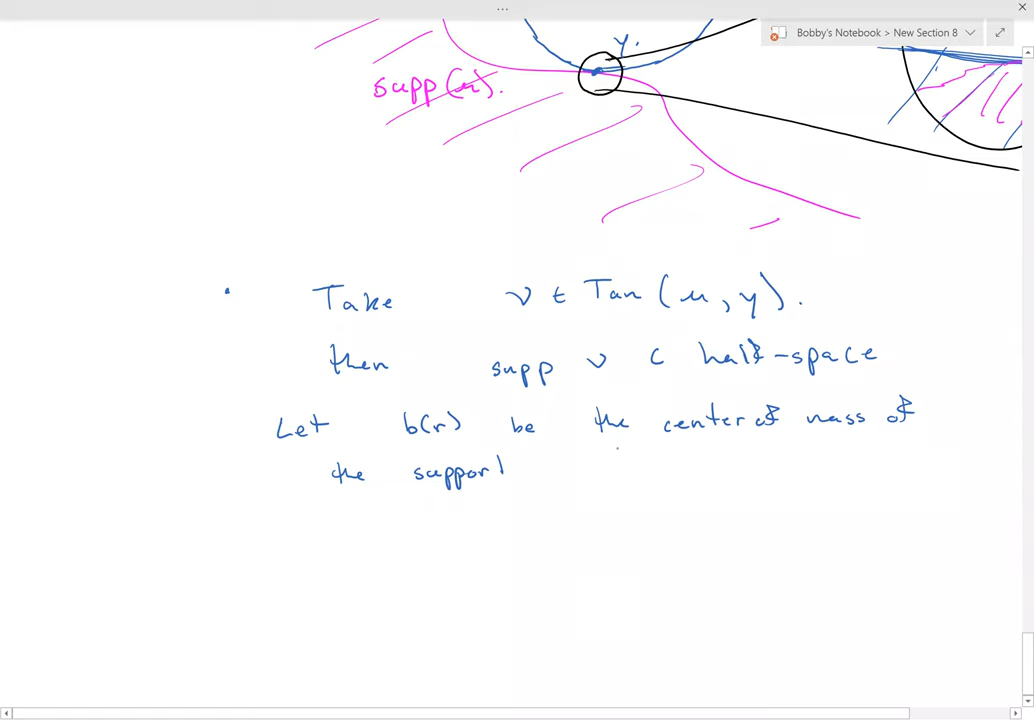 ...
Bobby's Notebook > New Section 8
y.
supp(μ).
Take ν ∈ Tan(μ, y).
then supp ν ⊂ half-space
Let b(r) be the center of mass of
the support